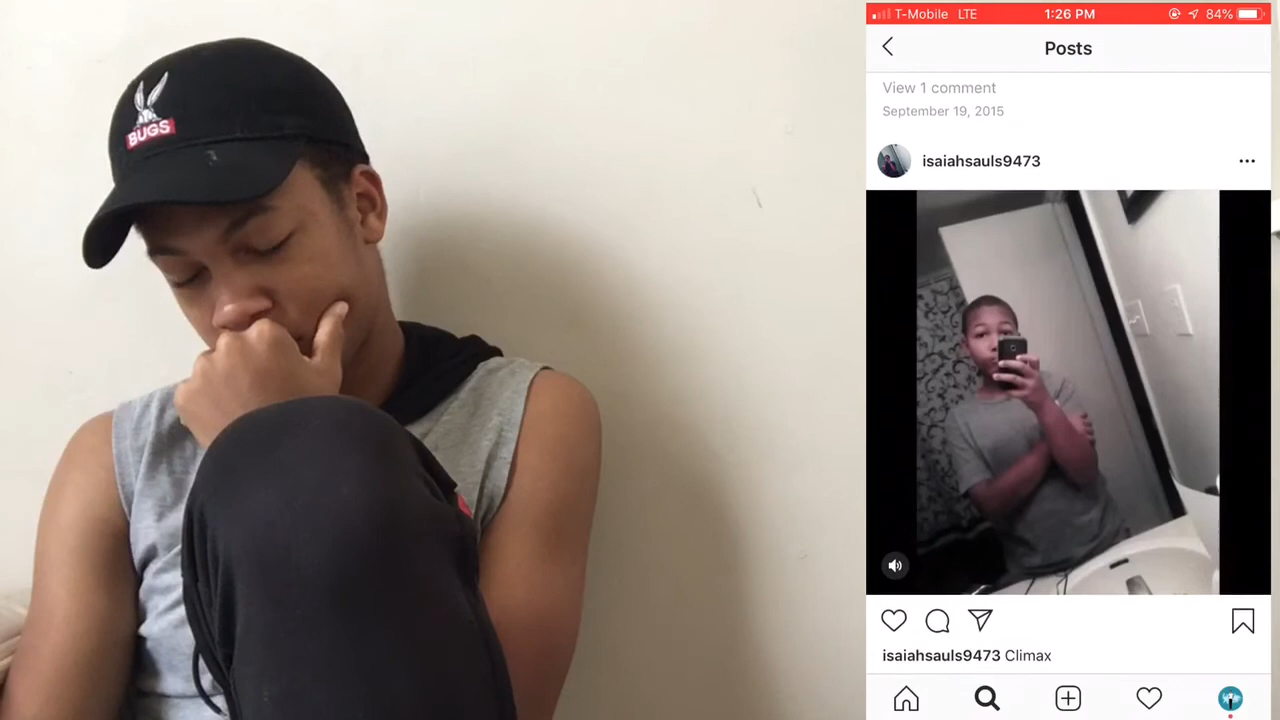 BUGS
T-Mobile LTE 1:26 PM 84%
Posts
View 1 comment
September 19, 2015
isaiahsauls9473
isaiahsauls9473 Climax